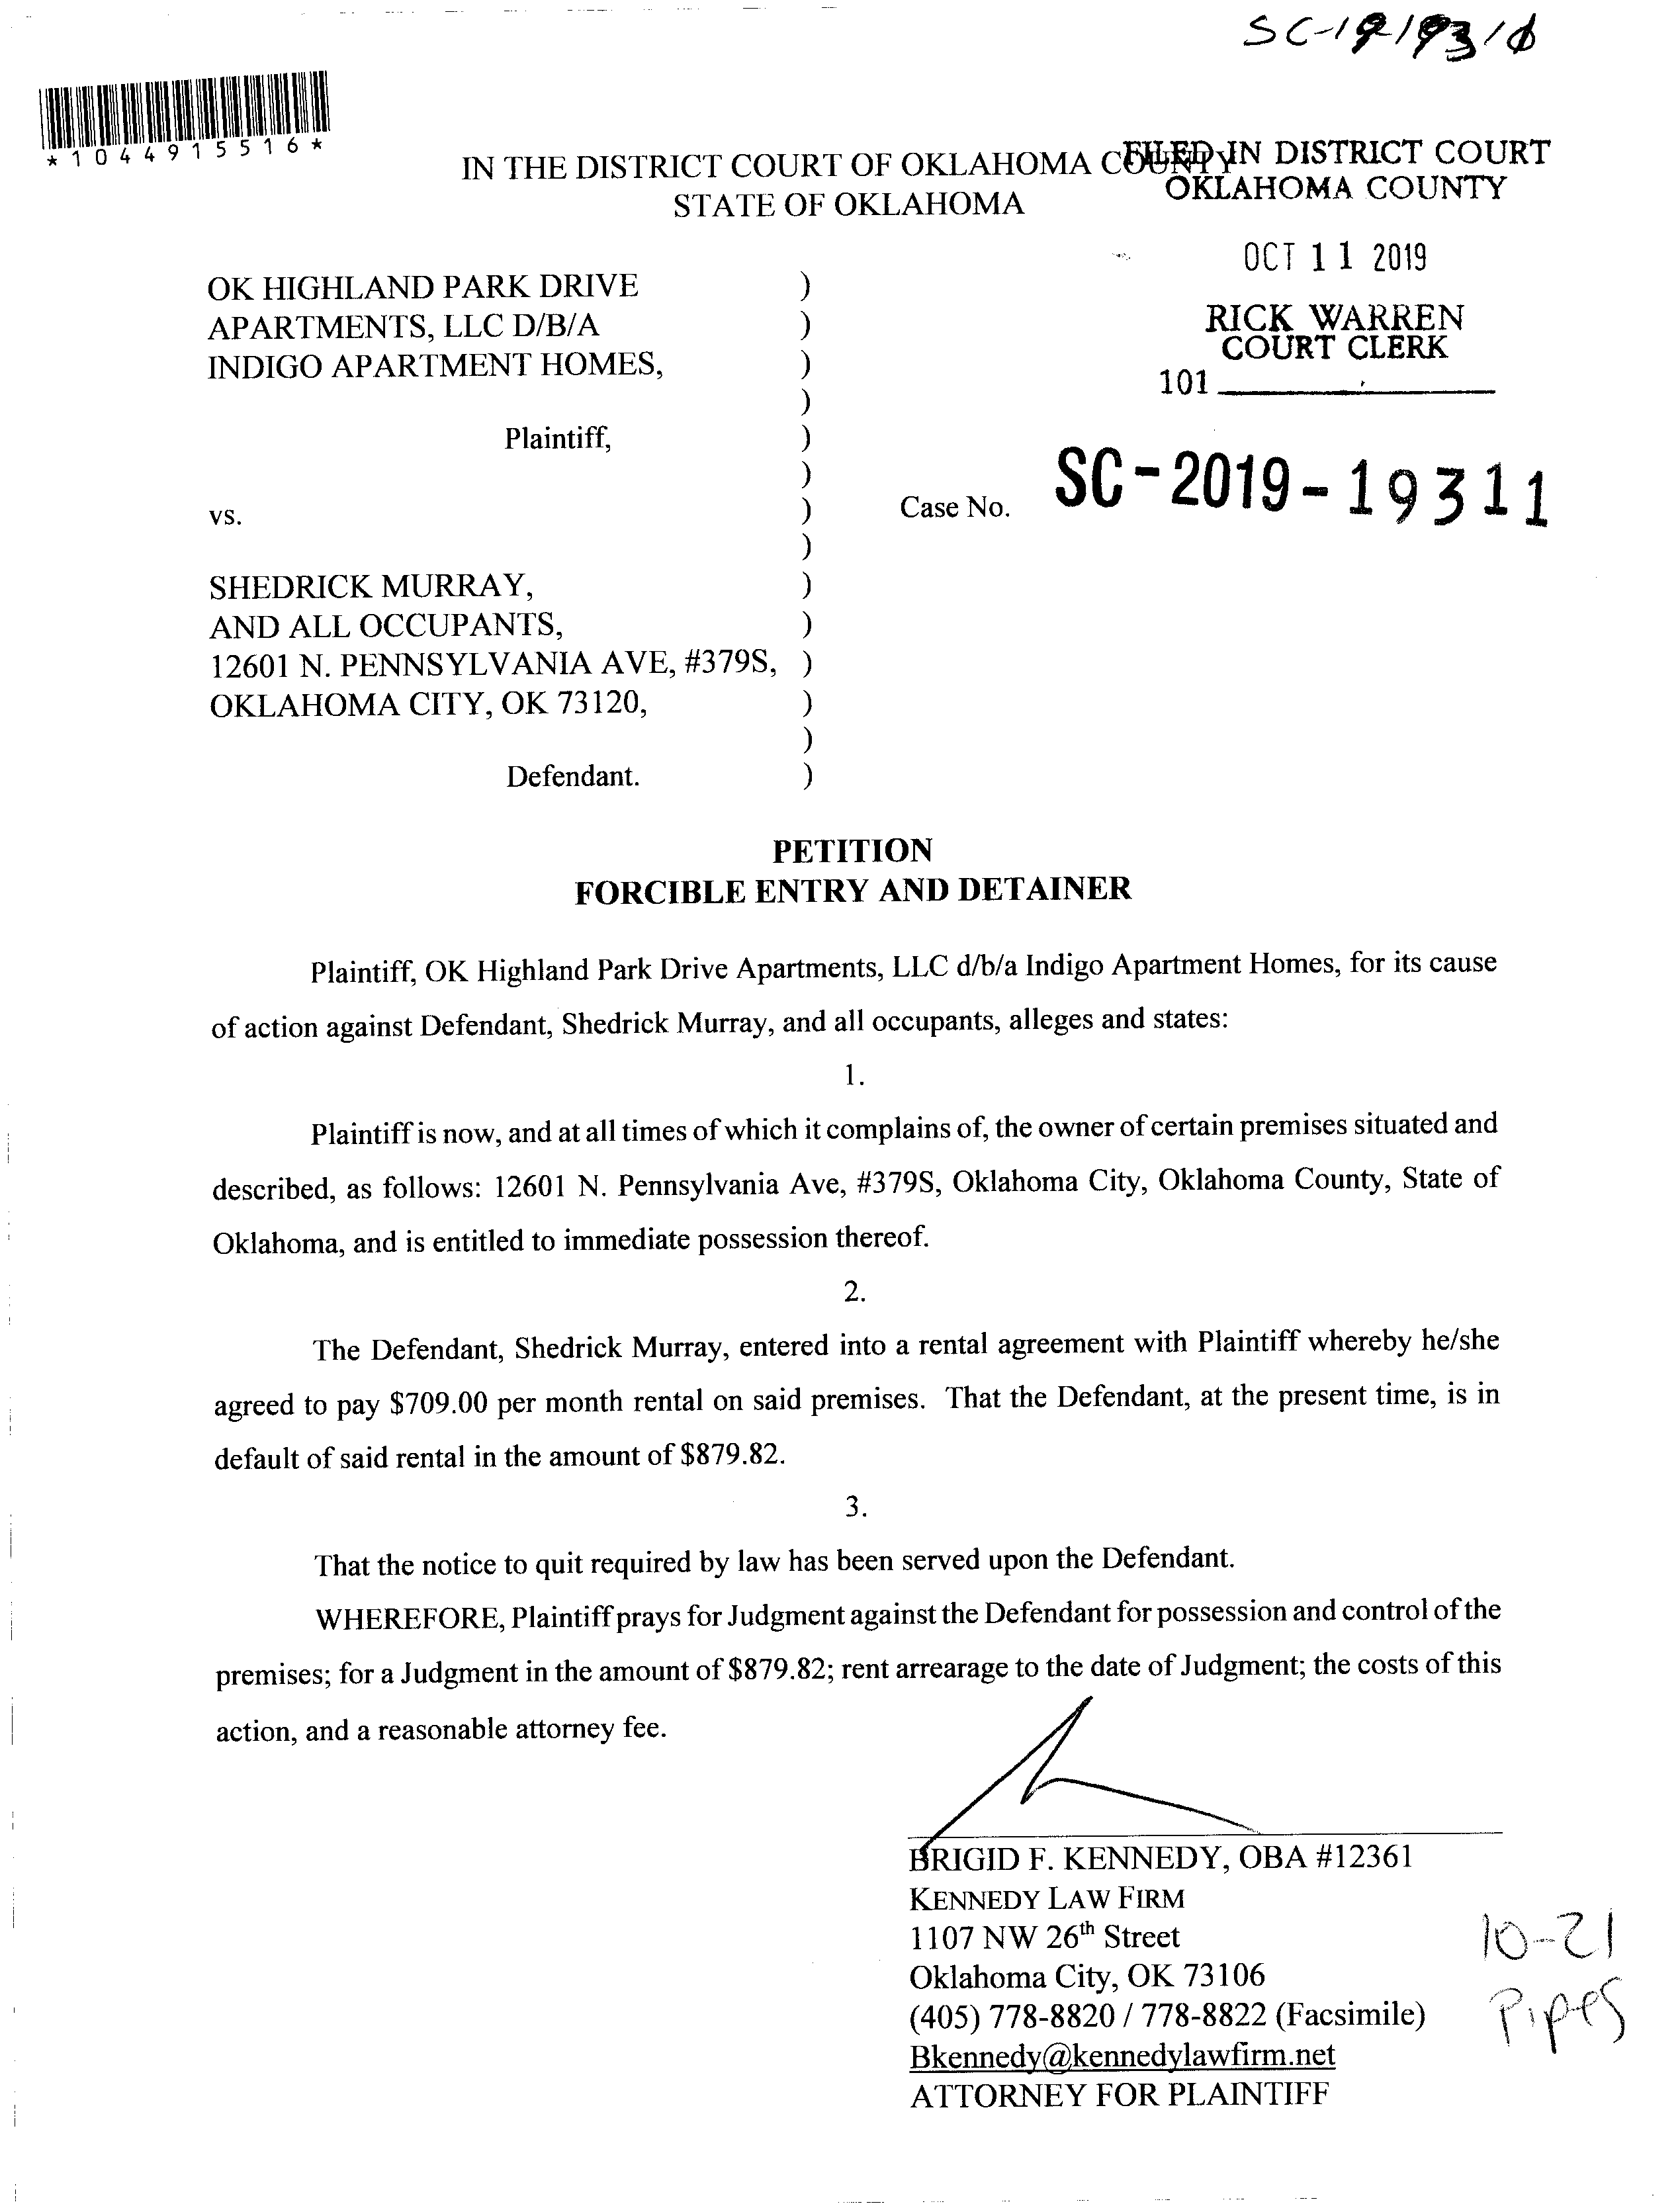 *1044915516*
IN THE DISTRICT COURT OF OKLAHOMA COUNTY
STATE OF OKLAHOMA
FILED IN DISTRICT COURT
OKLAHOMA COUNTY
OCT 11 2019
RICK WARREN
COURT CLERK
101
OK HIGHLAND PARK DRIVE )
APARTMENTS, LLC D/B/A )
INDIGO APARTMENT HOMES, )
)
Plaintiff, )
)
vs. ) Case No. SC-2019-19311
)
SHEDRICK MURRAY, )
AND ALL OCCUPANTS, )
12601 N. PENNSYLVANIA AVE, #379S, )
OKLAHOMA CITY, OK 73120, )
)
Defendant. )
PETITION
FORCIBLE ENTRY AND DETAINER
Plaintiff, OK Highland Park Drive Apartments, LLC d/b/a Indigo Apartment Homes, for its cause
of action against Defendant, Shedrick Murray, and all occupants, alleges and states:
1.
Plaintiff is now, and at all times of which it complains of, the owner of certain premises situated and
described, as follows: 12601 N. Pennsylvania Ave, #379S, Oklahoma City, Oklahoma County, State of
Oklahoma, and is entitled to immediate possession thereof.
2.
The Defendant, Shedrick Murray, entered into a rental agreement with Plaintiff whereby he/she
agreed to pay $709.00 per month rental on said premises. That the Defendant, at the present time, is in
default of said rental in the amount of $879.82.
3.
That the notice to quit required by law has been served upon the Defendant.
WHEREFORE, Plaintiff prays for Judgment against the Defendant for possession and control of the
premises; for a Judgment in the amount of $879.82; rent arrearage to the date of Judgment; the costs of this
action, and a reasonable attorney fee.
BRIGID F. KENNEDY, OBA #12361
KENNEDY LAW FIRM
1107 NW 26th Street
Oklahoma City, OK 73106
(405) 778-8820 / 778-8822 (Facsimile)
Bkennedy@kennedylawfirm.net
ATTORNEY FOR PLAINTIFF
10-21
Pipes